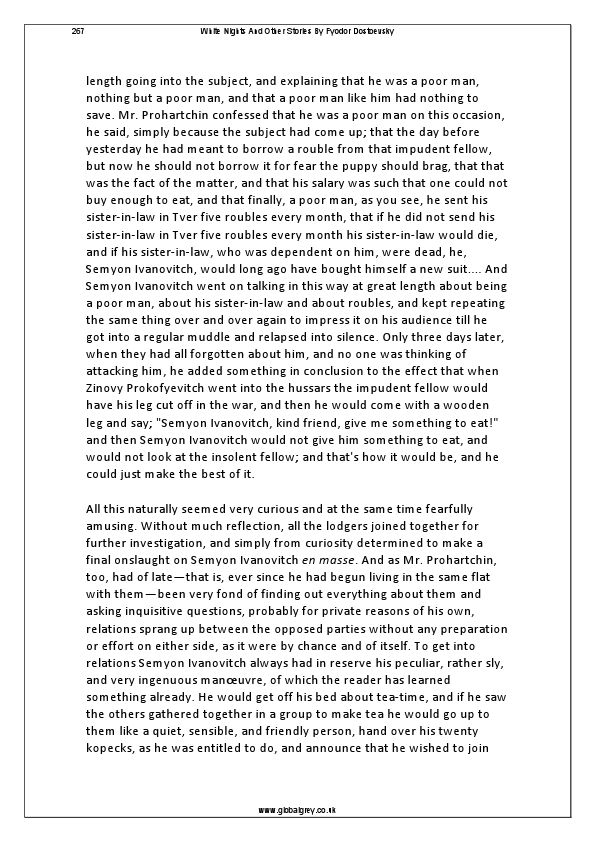 267 White Nights And Other Stories By Fyodor Dostoevsky
length going into the subject, and explaining that he was a poor man,
nothing but a poor man, and that a poor man like him had nothing to
save. Mr. Prohartchin confessed that he was a poor man on this occasion,
he said, simply because the subject had come up; that the day before
yesterday he had meant to borrow a rouble from that impudent fellow,
but now he should not borrow it for fear the puppy should brag, that that
was the fact of the matter, and that his salary was such that one could not
buy enough to eat, and that finally, a poor man, as you see, he sent his
sister-in-law in Tver five roubles every month, that if he did not send his
sister-in-law in Tver five roubles every month his sister-in-law would die,
and if his sister-in-law, who was dependent on him, were dead, he,
Semyon Ivanovitch, would long ago have bought himself a new suit.... And
Semyon Ivanovitch went on talking in this way at great length about being
a poor man, about his sister-in-law and about roubles, and kept repeating
the same thing over and over again to impress it on his audience till he
got into a regular muddle and relapsed into silence. Only three days later,
when they had all forgotten about him, and no one was thinking of
attacking him, he added something in conclusion to the effect that when
Zinovy Prokofyevitch went into the hussars the impudent fellow would
have his leg cut off in the war, and then he would come with a wooden
leg and say; "Semyon Ivanovitch, kind friend, give me something to eat!"
and then Semyon Ivanovitch would not give him something to eat, and
would not look at the insolent fellow; and that's how it would be, and he
could just make the best of it.
All this naturally seemed very curious and at the same time fearfully
amusing. Without much reflection, all the lodgers joined together for
further investigation, and simply from curiosity determined to make a
final onslaught on Semyon Ivanovitch en masse. And as Mr. Prohartchin,
too, had of late—that is, ever since he had begun living in the same flat
with them—been very fond of finding out everything about them and
asking inquisitive questions, probably for private reasons of his own,
relations sprang up between the opposed parties without any preparation
or effort on either side, as it were by chance and of itself. To get into
relations Semyon Ivanovitch always had in reserve his peculiar, rather sly,
and very ingenuous manœuvre, of which the reader has learned
something already. He would get off his bed about tea-time, and if he saw
the others gathered together in a group to make tea he would go up to
them like a quiet, sensible, and friendly person, hand over his twenty
kopecks, as he was entitled to do, and announce that he wished to join
www.globalgrey.co.uk